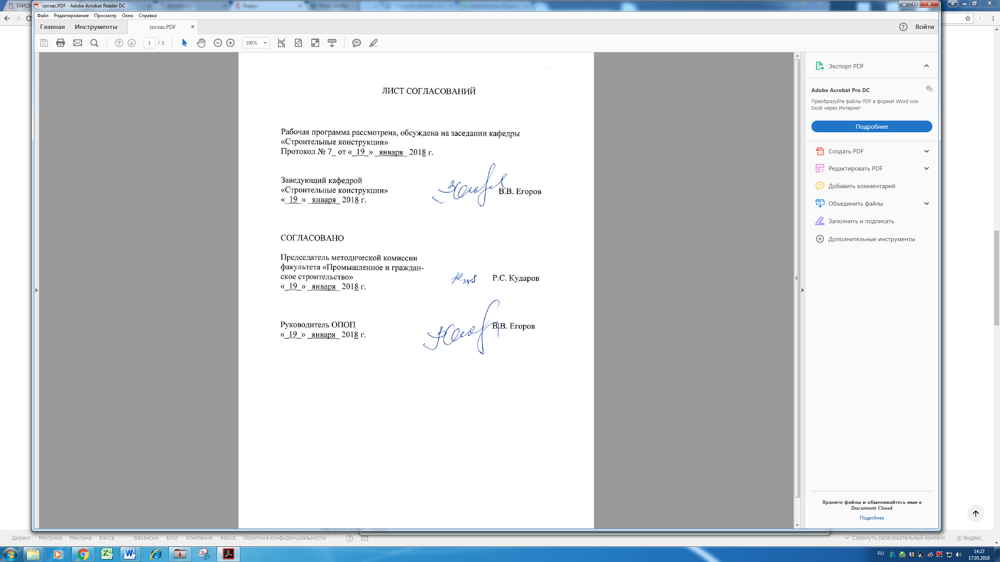 ЕАИСУ
соглас.PDF - Adobe Acrobat Reader DC
Файл Редактирование Просмотр Окно Справка
Главная Инструменты соглас.PDF Войти
1 / 1 100%
ЛИСТ СОГЛАСОВАНИЙ
Рабочая программа рассмотрена, обсуждена на заседании кафедры
«Строительные конструкции»
Протокол № 7_ от «_19_» _января_ 2018 г.
Заведующий кафедрой
«Строительные конструкции» В.В. Егоров
«_19_» _января_ 2018 г.
СОГЛАСОВАНО
Председатель методической комиссии
факультета «Промышленное и граждан-
ское строительство» Р.С. Кударов
«_19_» _января_ 2018 г.
Руководитель ОПОП В.В. Егоров
«_19_» _января_ 2018 г.
Экспорт PDF
Adobe Acrobat Pro DC
Преобразуйте файлы PDF в формат Word или
Excel через Интернет
Подробнее
Создать PDF
Редактировать PDF
Добавить комментарий
Объединить файлы
Заполнить и подписать
Дополнительные инструменты
Храните файлы и обменивайтесь ими в
Document Cloud
Подробнее
Директ Метрика Реклама Касса Вакансии Блог Компания About Политика конфиденциальности Свернуть развлекательный контент © Яндекс
RU 14:27
17.05.2018